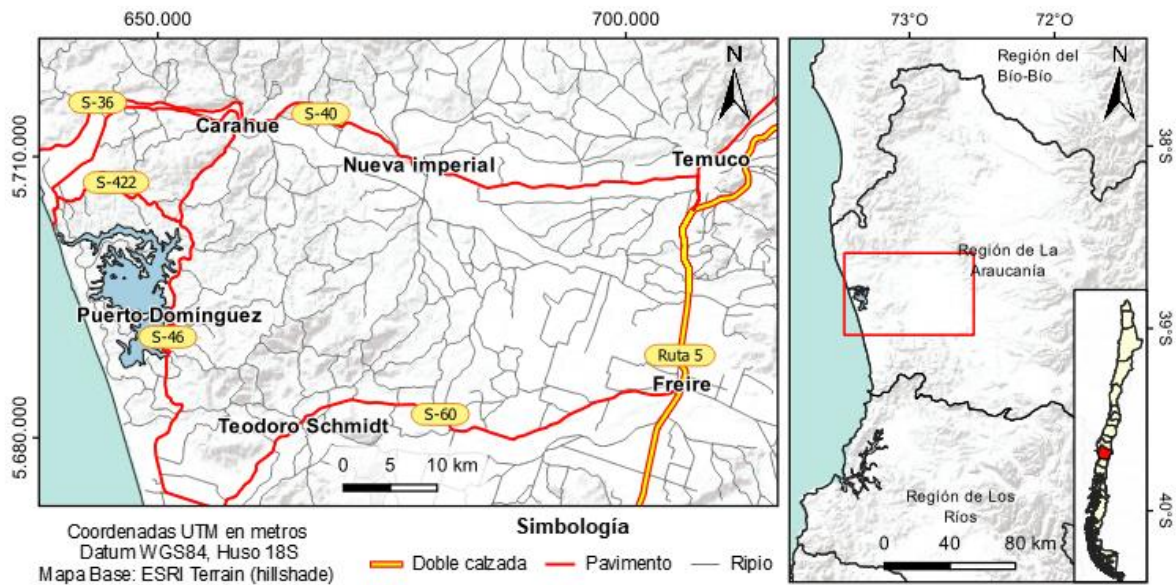 650.000
700.000
5.710.000
5.680.000
N
S-36
S-40
Carahue
Nueva imperial
Temuco
S-422
Puerto Domínguez
S-46
Ruta 5
Freire
S-60
Teodoro Schmidt
0 5 10 km
73°O
72°O
38°S
39°S
40°S
N
Región del
Bío-Bío
Región de La
Araucanía
Región de Los
Ríos
0 40 80 km
Coordenadas UTM en metros
Datum WGS84, Huso 18S
Mapa Base: ESRI Terrain (hillshade)
Simbología
Doble calzada Pavimento Ripio